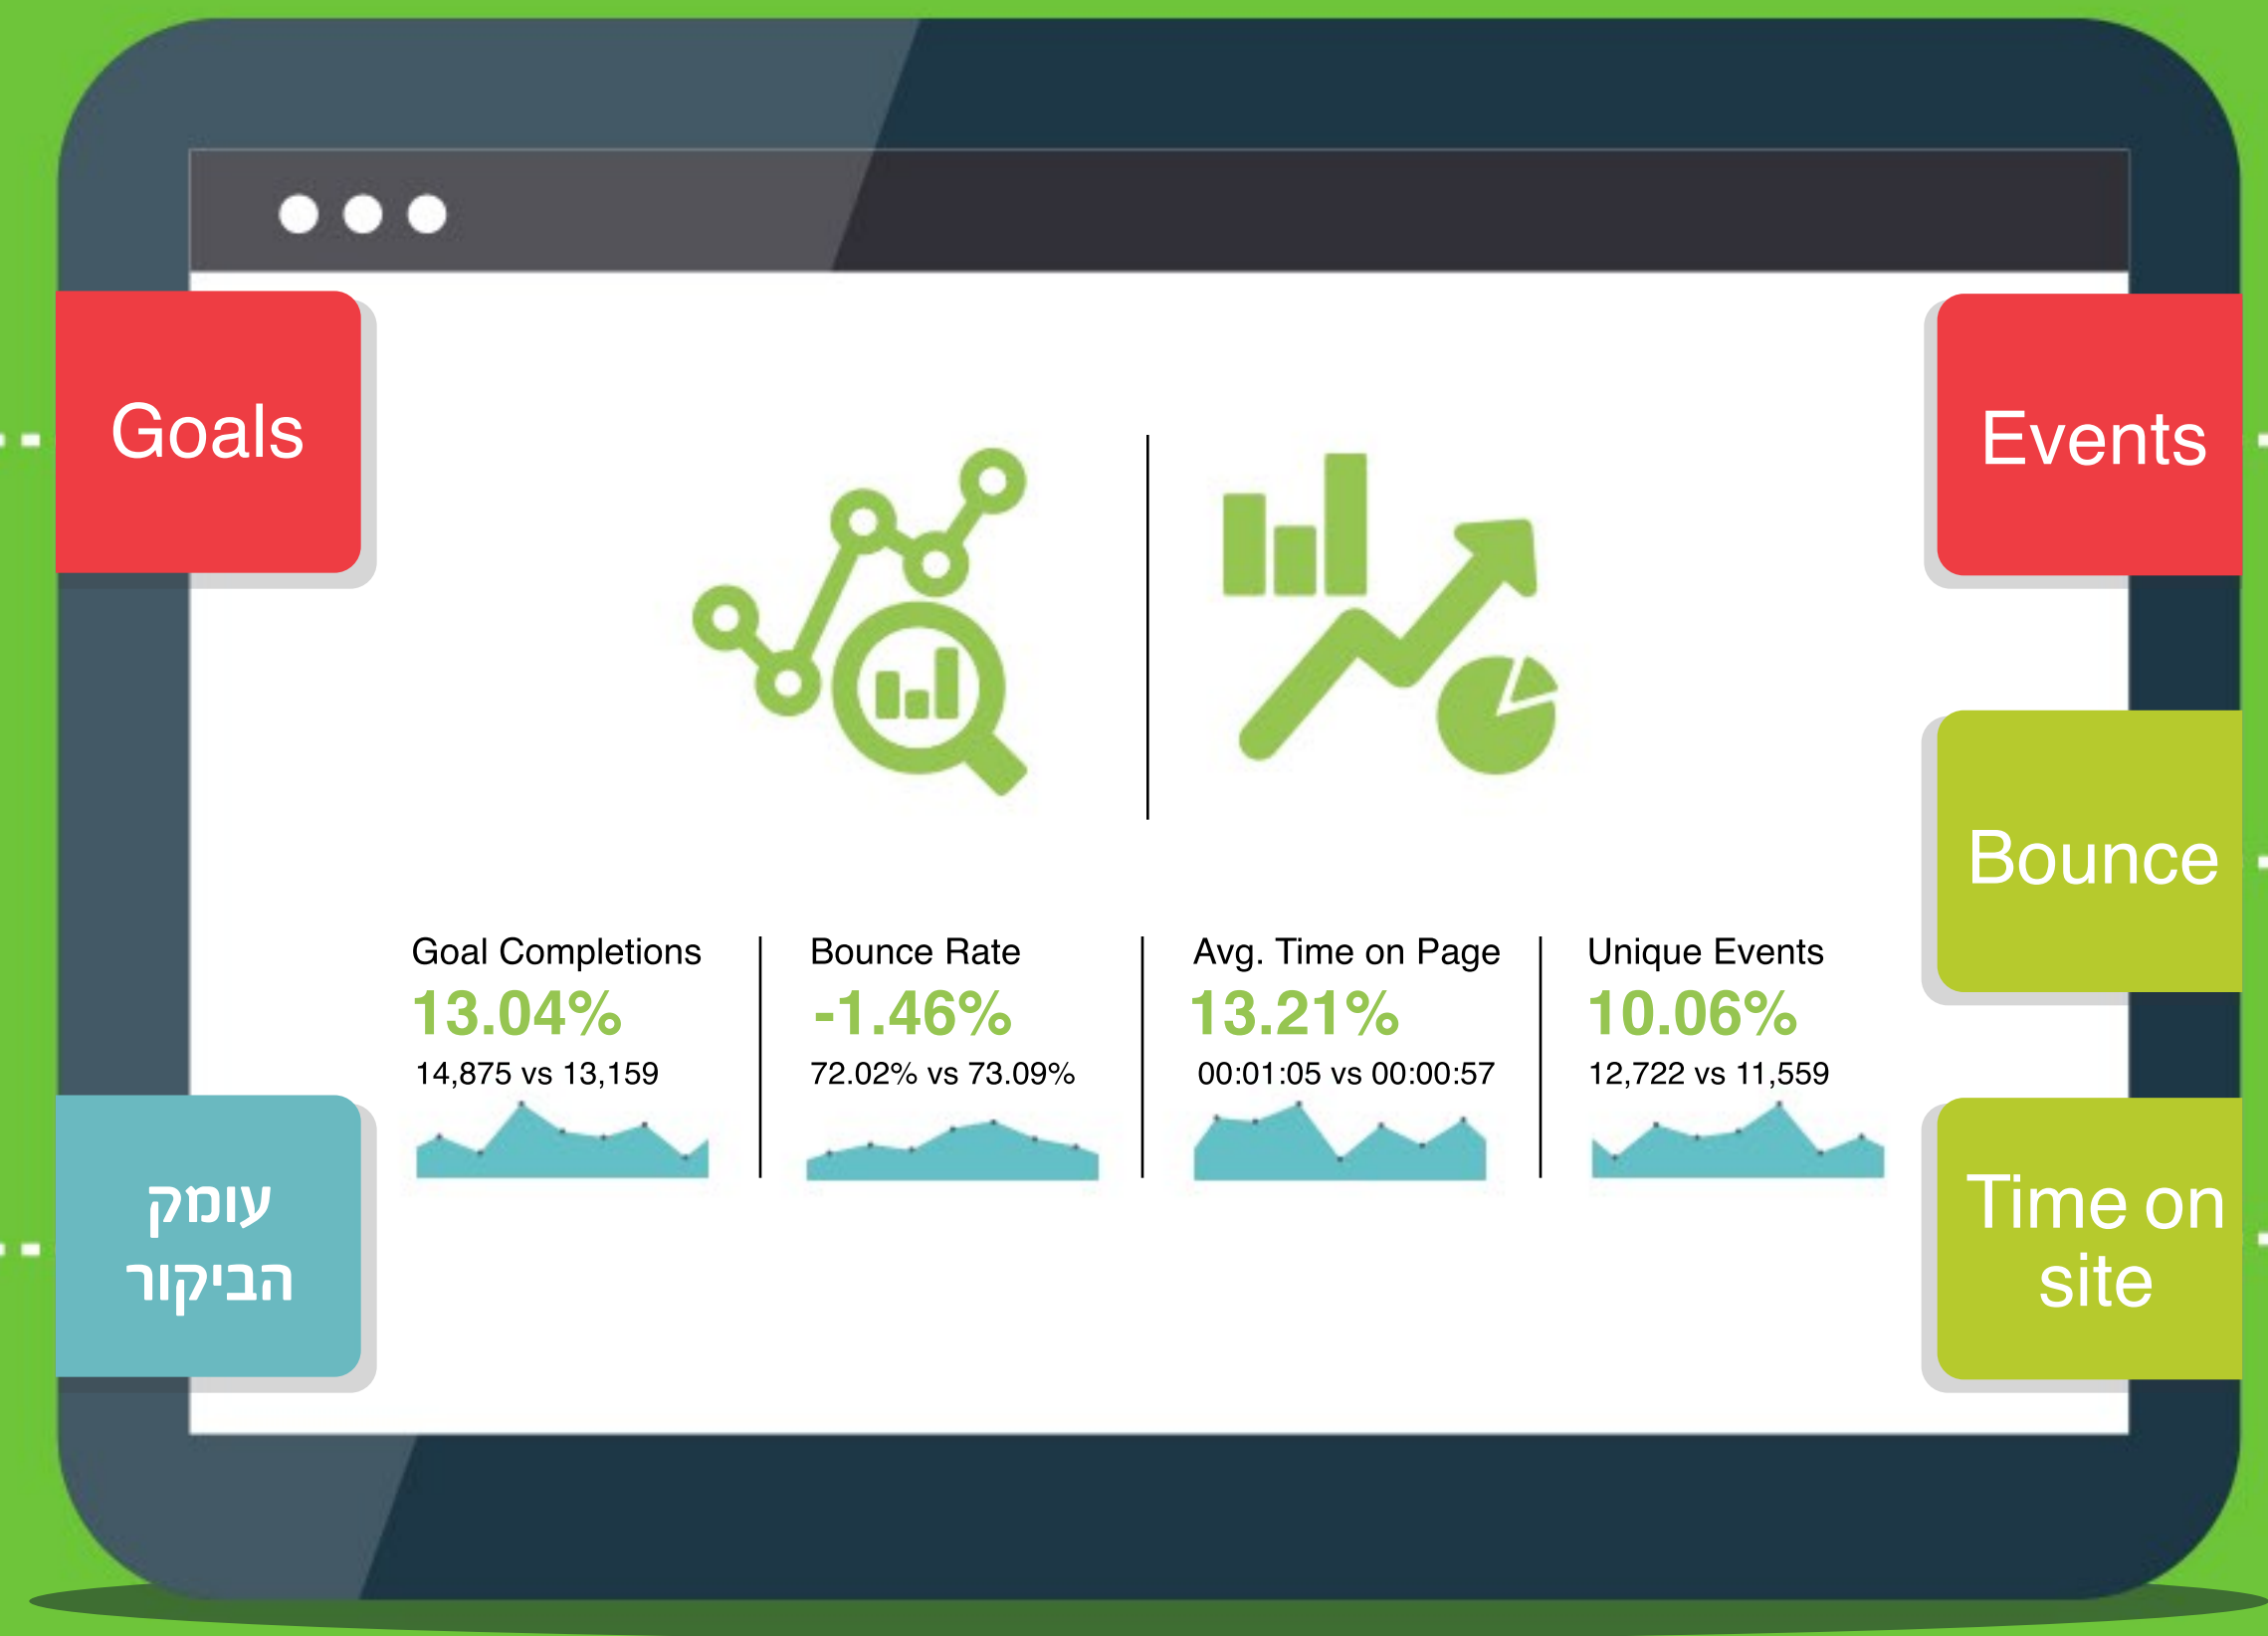 Goals
Events
Bounce
Goal Completions
13.04%
14,875 vs 13,159
Bounce Rate
-1.46%
72.02% vs 73.09%
Avg. Time on Page
13.21%
00:01:05 vs 00:00:57
Unique Events
10.06%
12,722 vs 11,559
עומק
הביקור
Time on
site